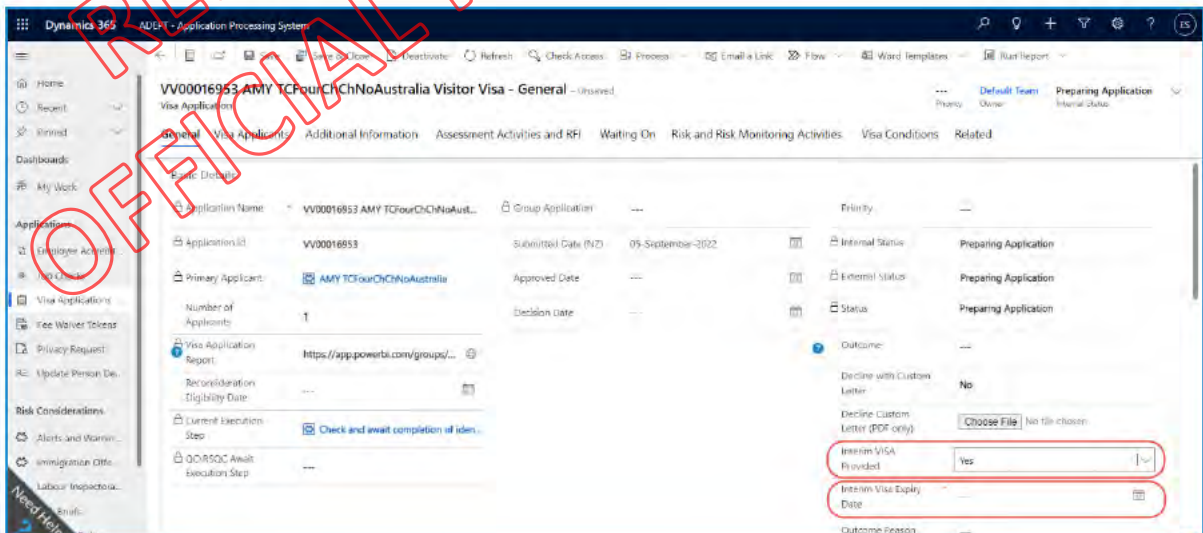 Dynamics 365 ADEPT - Application Processing System ES
Save Save & Close Deactivate Refresh Check Access Process Email a Link Flow Word Templates Run Report
Home
Recent
Pinned
Dashboards
My Work
Applications
Employer Accredit...
Job Checks
Visa Applications
Fee Waiver Tokens
Privacy Request
Update Person De...
Risk Considerations
Alerts and Warnin...
Immigration Offe...
Labour Inspectora...
Need Help
VV00016953 AMY TCFourChChNoAustralia Visitor Visa - General - Unsaved
Visa Application
--- Priority
Default Team Owner
Preparing Application Internal Status
General Visa Applicants Additional Information Assessment Activities and RFI Waiting On Risk and Risk Monitoring Activities Visa Conditions Related
Basic Details
Application Name * VV00016953 AMY TCFourChChNoAust... Group Application --- Priority ---
Application Id VV00016953 Submitted Date (NZ) 05-September-2022 Internal Status Preparing Application
Primary Applicant AMY TCFourChChNoAustralia Approved Date --- External Status Preparing Application
Number of Applicants 1 Decision Date --- Status Preparing Application
Visa Application Report https://app.powerbi.com/groups/... Outcome ---
Reconsideration Eligibility Date --- Decline with Custom Letter No
Current Execution Step Check and await completion of iden... Decline Custom Letter (PDF only) Choose File No file chosen
QC/RSQC Await Execution Step --- Interim VISA Provided Yes
Interim Visa Expiry Date * ---
Outcome Reason
OFFICIAL